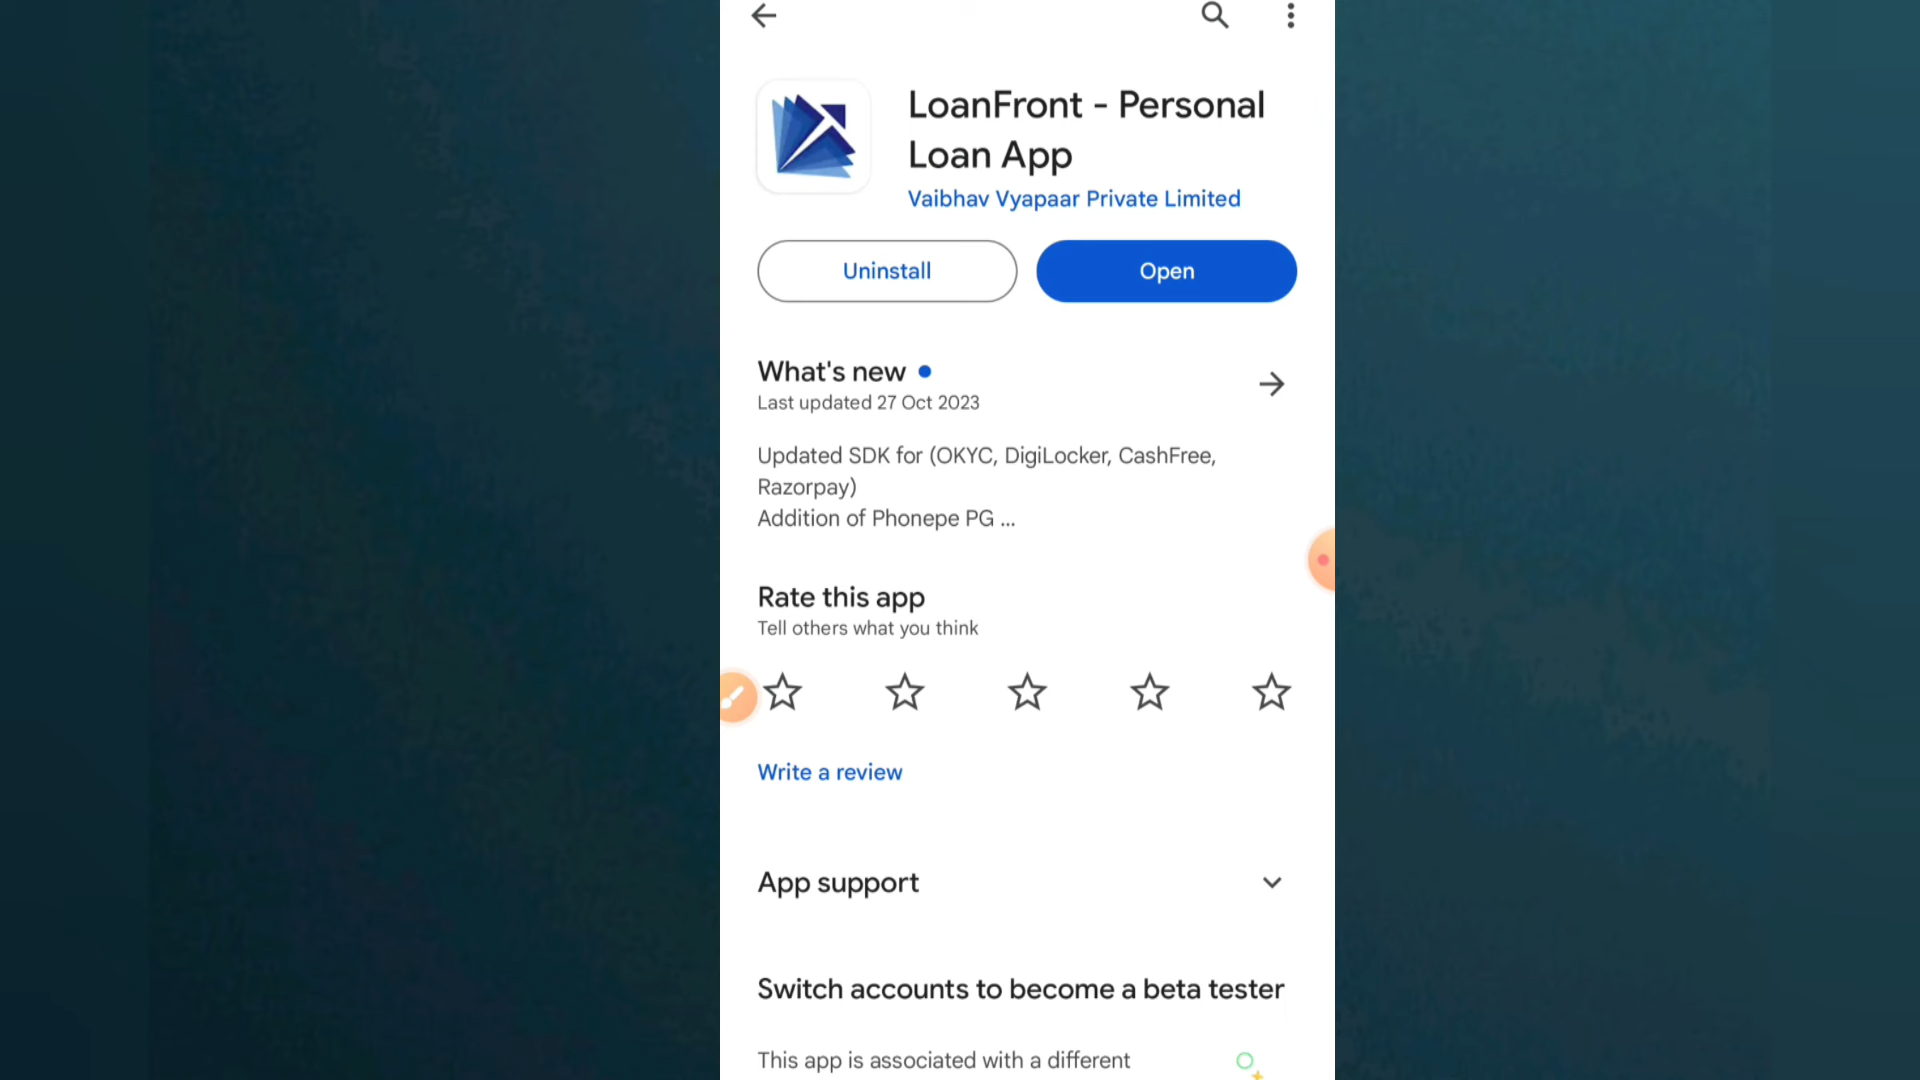 LoanFront - Personal
Loan App
Vaibhav Vyapaar Private Limited
Uninstall
Open
What's new
Last updated 27 Oct 2023
Updated SDK for (OKYC, DigiLocker, CashFree,
Razorpay)
Addition of Phonepe PG ...
Rate this app
Tell others what you think
Write a review
App support
Switch accounts to become a beta tester
This app is associated with a different